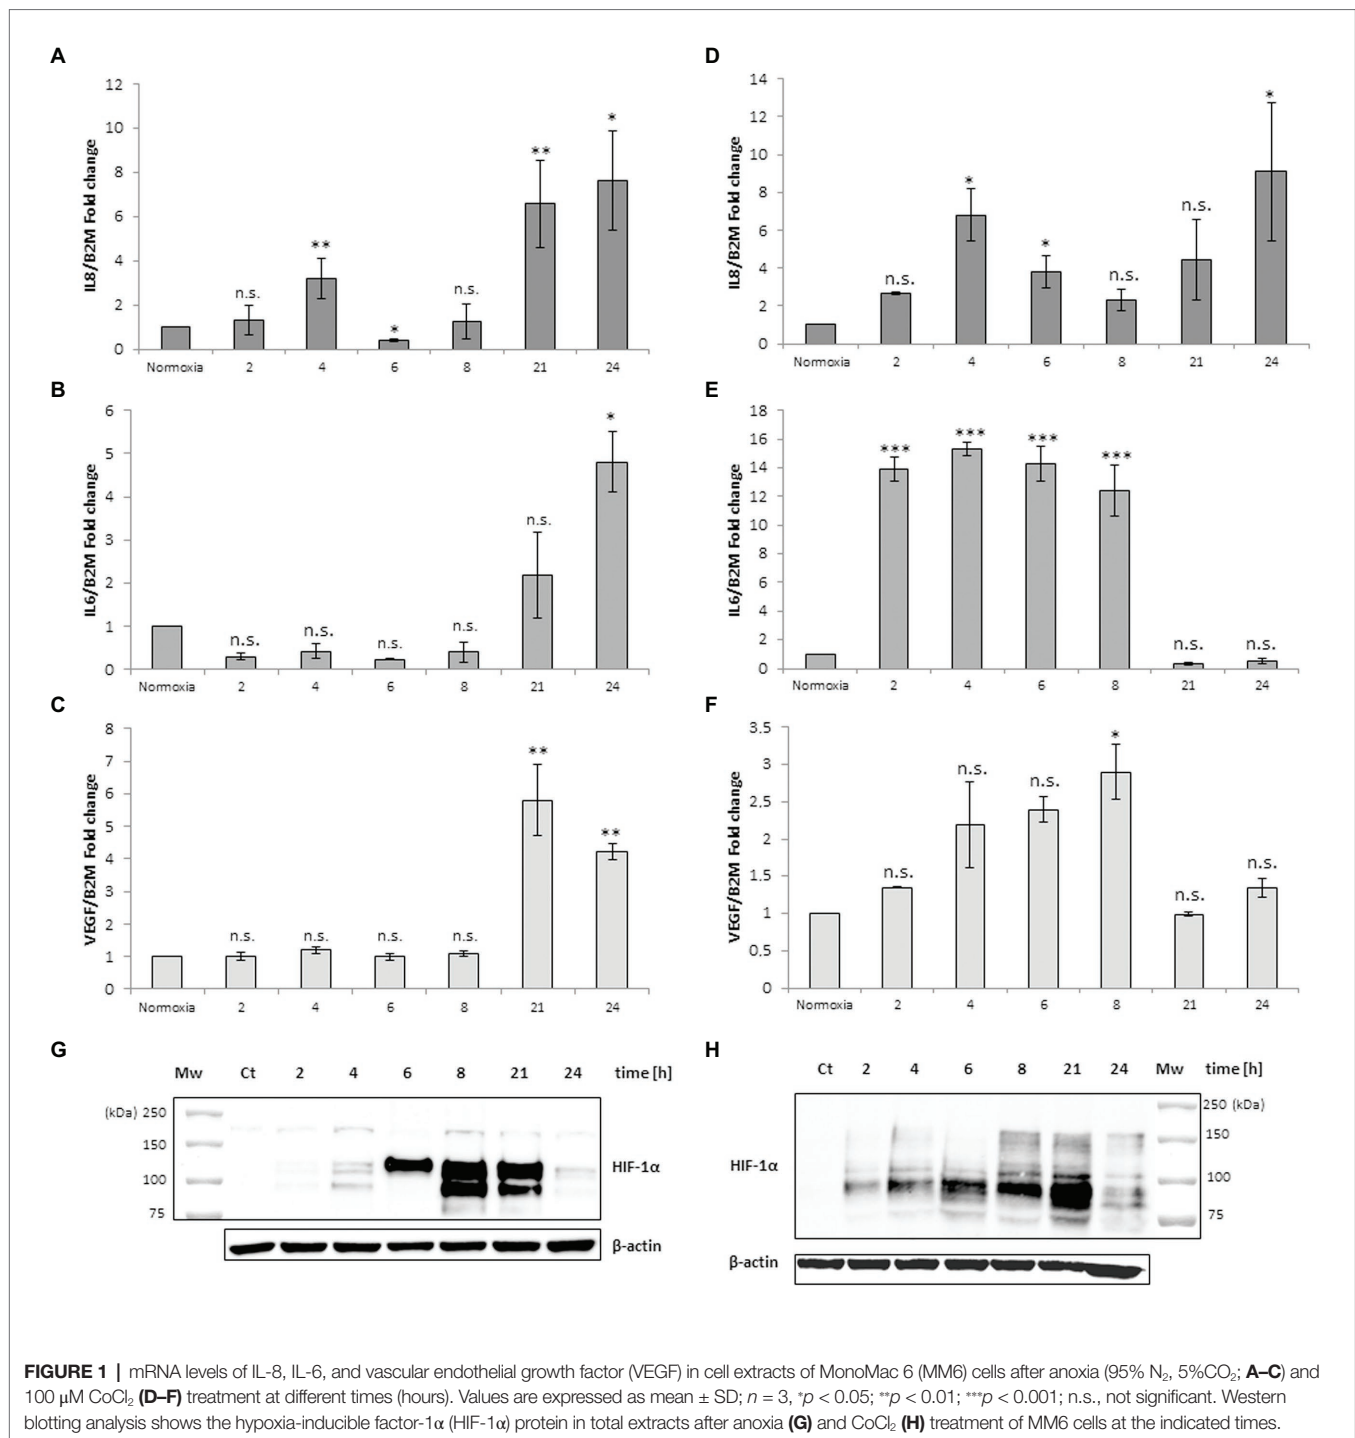 A
12
10
8
6
4
2
0
IL8/B2M Fold change
n.s.
**
*
n.s.
**
*
Normoxia 2 4 6 8 21 24
B
6
5
4
3
2
1
0
IL6/B2M Fold change
n.s.
n.s.
n.s.
n.s.
n.s.
*
Normoxia 2 4 6 8 21 24
C
8
7
6
5
4
3
2
1
0
VEGF/B2M Fold change
n.s.
n.s.
n.s.
n.s.
**
**
Normoxia 2 4 6 8 21 24
D
14
12
10
8
6
4
2
0
IL8/B2M Fold change
n.s.
*
*
n.s.
n.s.
*
Normoxia 2 4 6 8 21 24
E
18
16
14
12
10
8
6
4
2
0
IL6/B2M Fold change
***
***
***
***
n.s.
n.s.
Normoxia 2 4 6 8 21 24
F
3.5
3
2.5
2
1.5
1
0.5
0
VEGF/B2M Fold change
n.s.
n.s.
n.s.
*
n.s.
n.s.
Normoxia 2 4 6 8 21 24
G
Mw Ct 2 4 6 8 21 24 time [h]
(kDa) 250
150
100
75
HIF-1α
β-actin
H
Ct 2 4 6 8 21 24 Mw time [h]
250 (kDa)
150
100
75
HIF-1α
β-actin
FIGURE 1 | mRNA levels of IL-8, IL-6, and vascular endothelial growth factor (VEGF) in cell extracts of MonoMac 6 (MM6) cells after anoxia (95% N₂, 5%CO₂; A–C) and
100 μM CoCl₂ (D–F) treatment at different times (hours). Values are expressed as mean ± SD; n = 3, *p < 0.05; **p < 0.01; ***p < 0.001; n.s., not significant. Western
blotting analysis shows the hypoxia-inducible factor-1α (HIF-1α) protein in total extracts after anoxia (G) and CoCl₂ (H) treatment of MM6 cells at the indicated times.